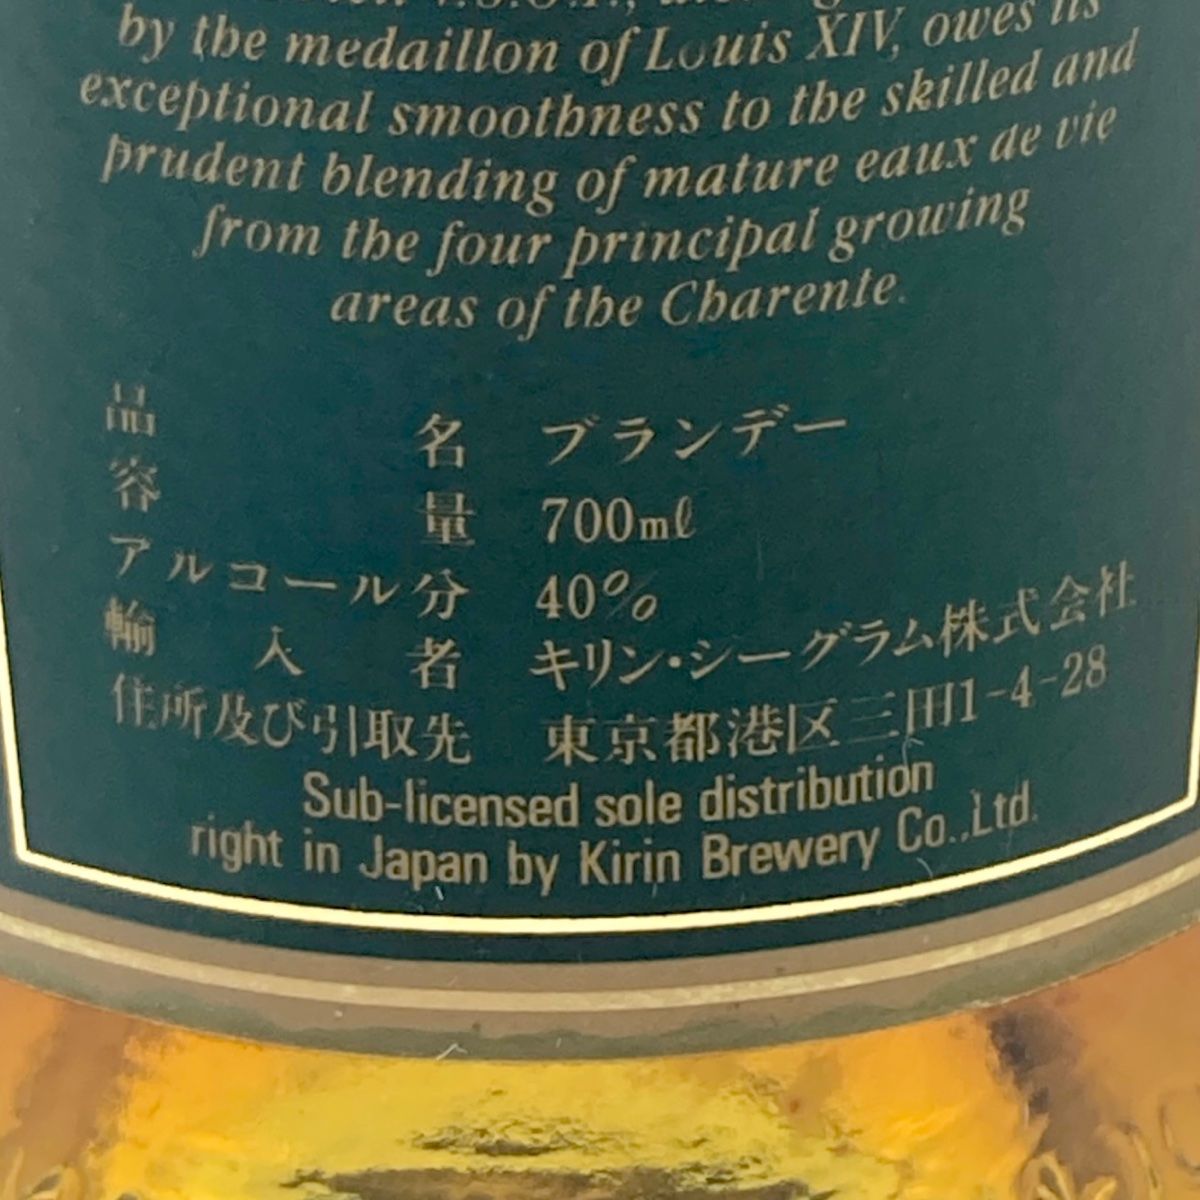 V.S.O.P.,
by the medaillon of Louis XIV, owes its
exceptional smoothness to the skilled and
prudent blending of mature eaux de vie
from the four principal growing
areas of the Charente.
品名 ブランデー
容量 700mℓ
アルコール分 40%
輸入者 キリン・シーグラム株式会社
住所及び引取先 東京都港区三田1-4-28
Sub-licensed sole distribution
right in Japan by Kirin Brewery Co.,Ltd.